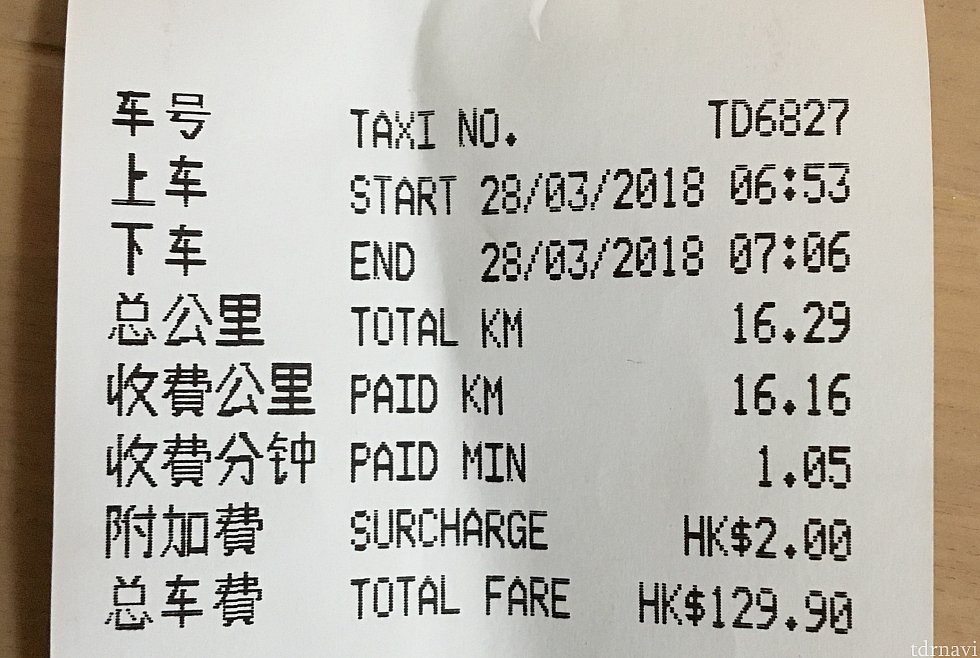 车号 TAXI NO. TD6827
上车 START 28/03/2018 06:53
下车 END 28/03/2018 07:06
总公里 TOTAL KM 16.29
收費公里 PAID KM 16.16
收費分钟 PAID MIN 1.05
附加費 SURCHARGE HK$2.00
总车費 TOTAL FARE HK$129.90
tdrnavi